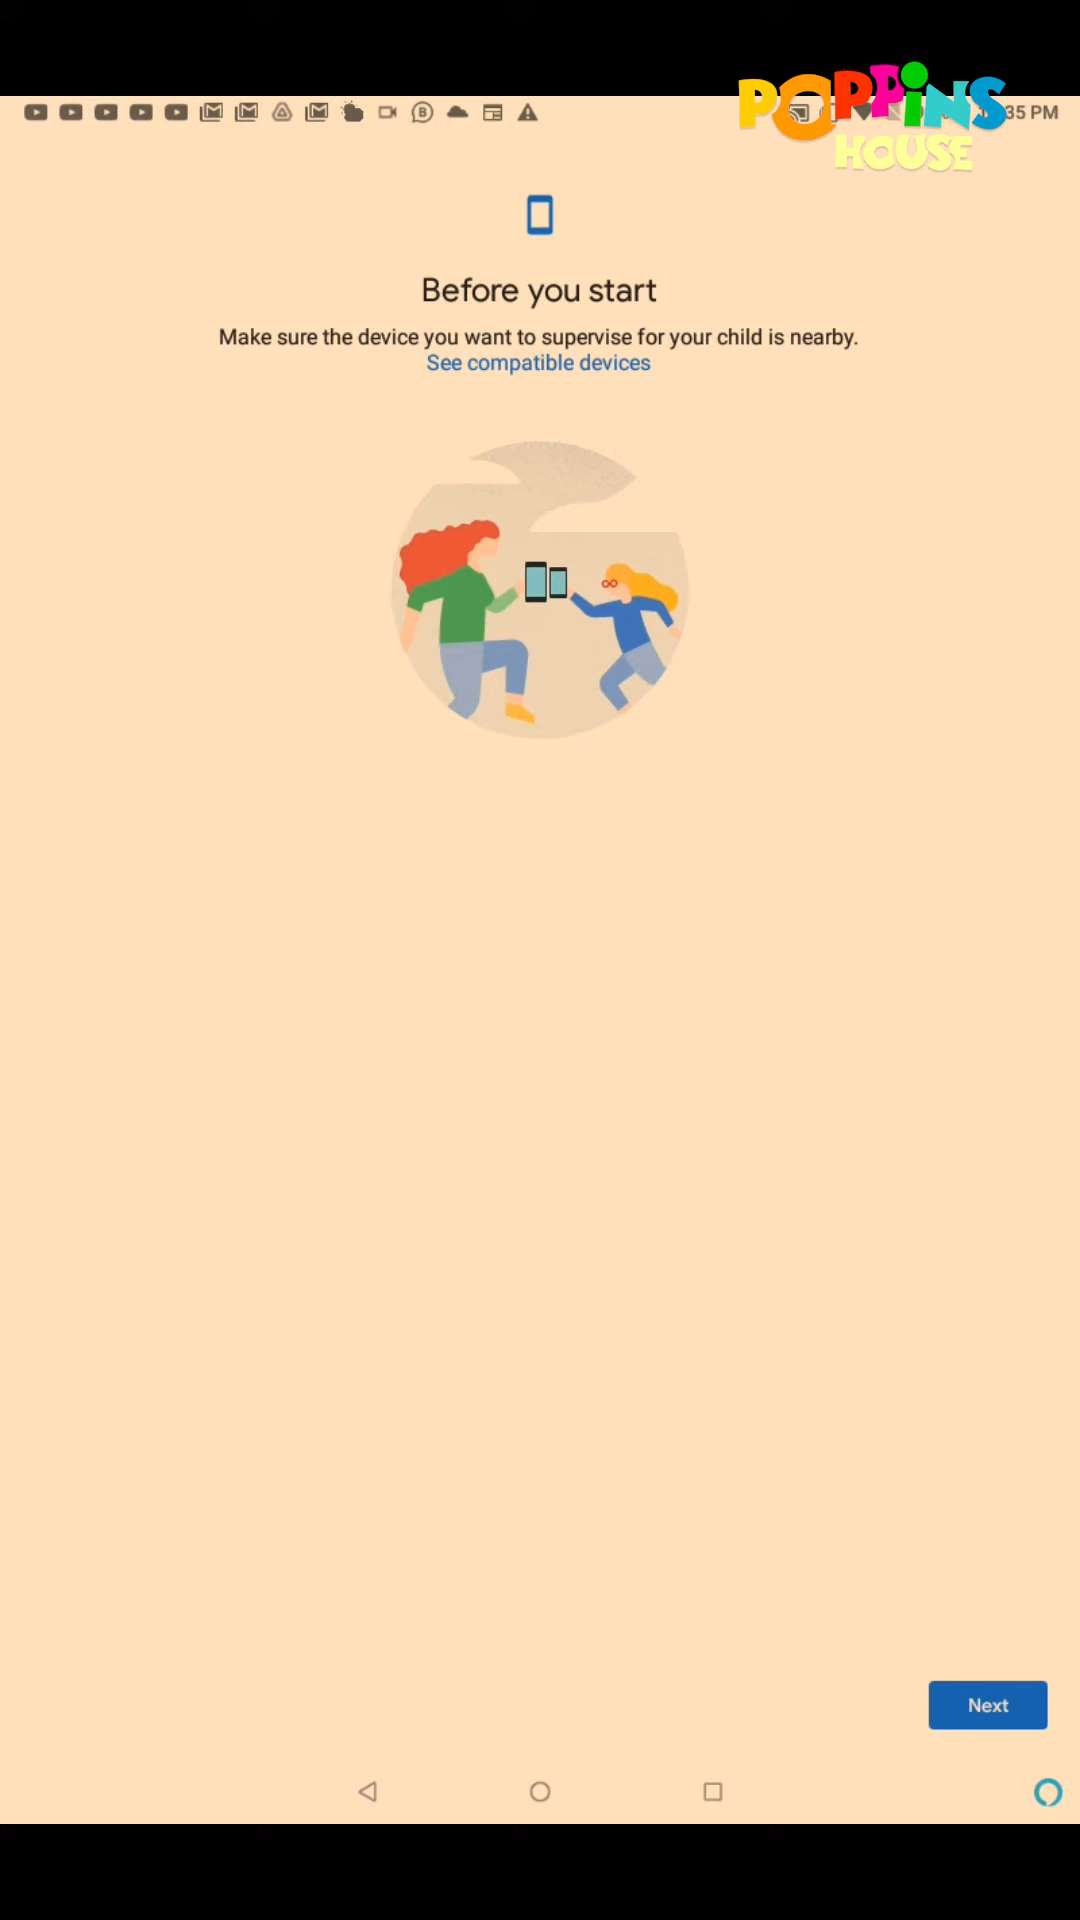 POPPiNS
HOUSE
35 PM
Before you start
Make sure the device you want to supervise for your child is nearby.
See compatible devices
Next